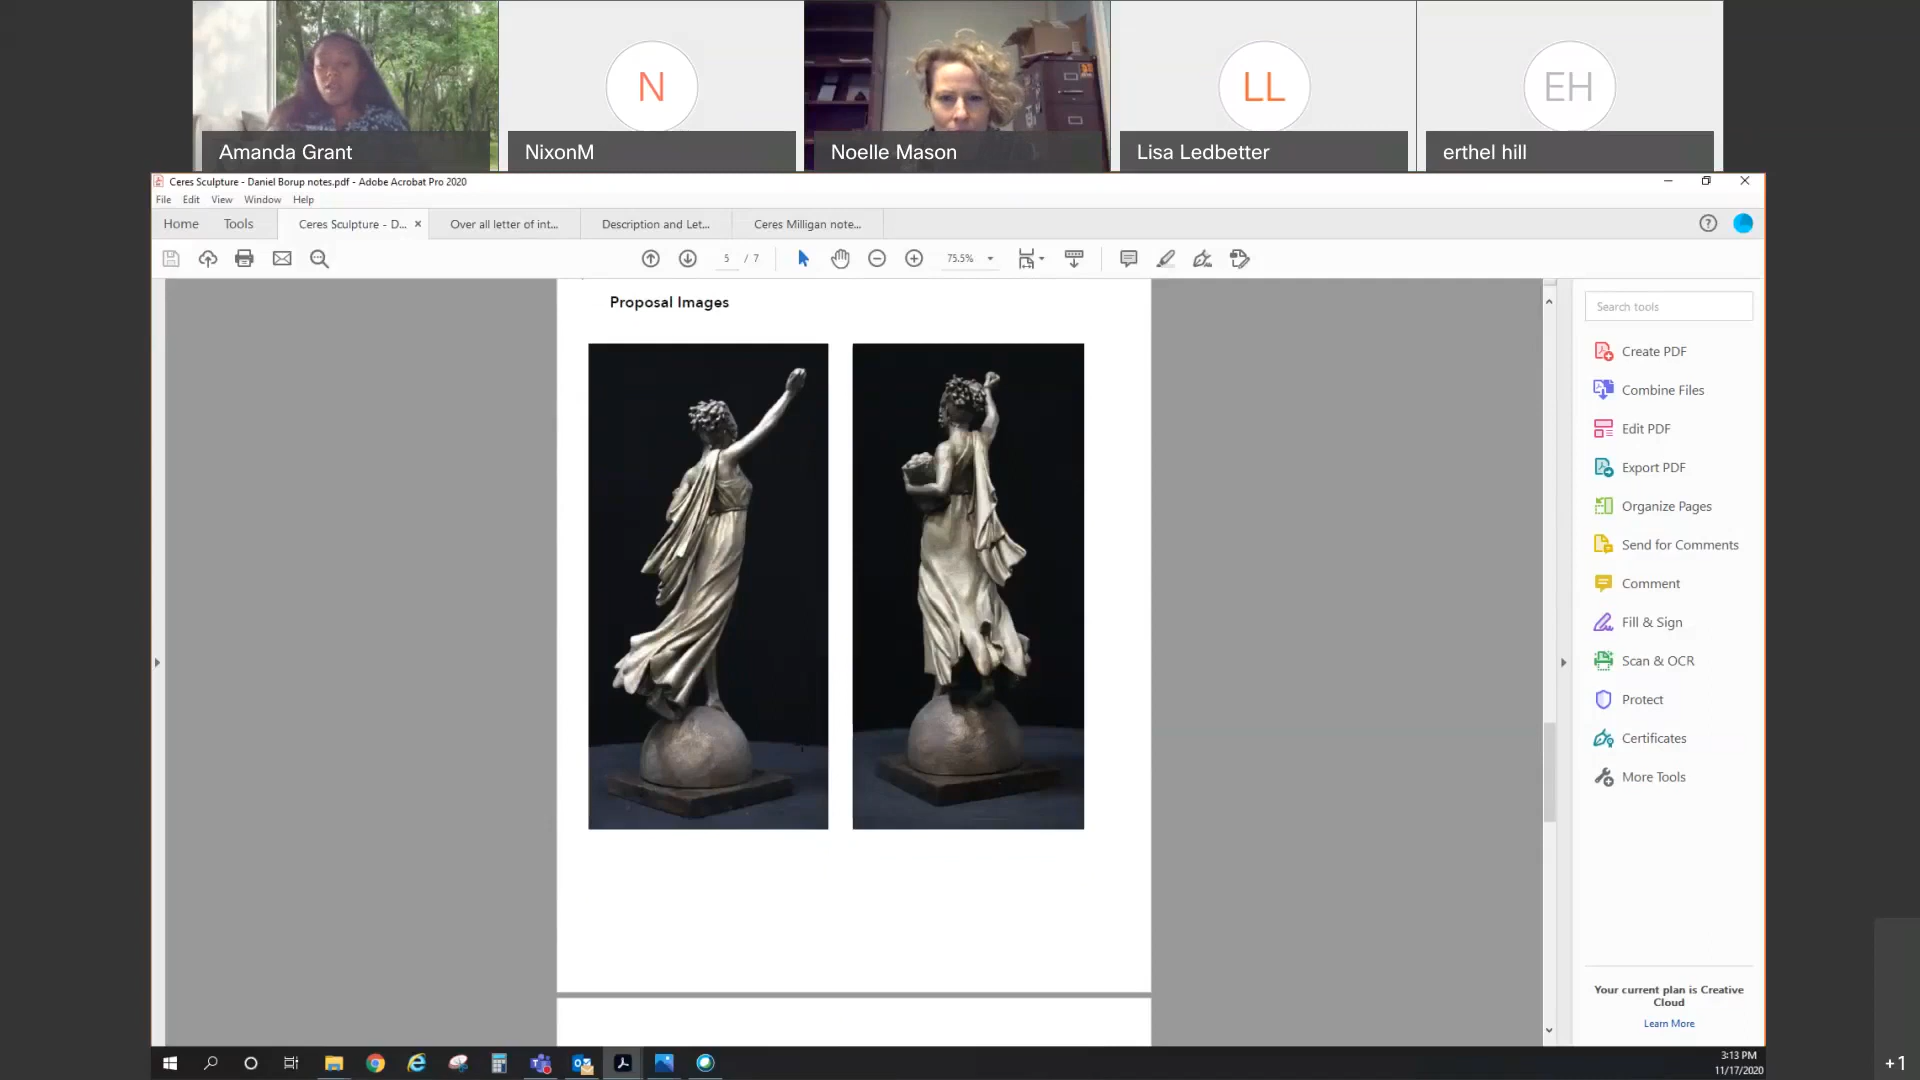 N
LL
EH
Amanda Grant
NixonM
Noelle Mason
Lisa Ledbetter
erthel hill
Ceres Sculpture - Daniel Borup notes.pdf - Adobe Acrobat Pro 2020
File Edit View Window Help
Home Tools Ceres Sculpture - D... × Over all letter of int... Description and Let... Ceres Milligan note...
5 / 7 75.5%
Proposal Images
Search tools
Create PDF
Combine Files
Edit PDF
Export PDF
Organize Pages
Send for Comments
Comment
Fill & Sign
Scan & OCR
Protect
Certificates
More Tools
Your current plan is Creative
Cloud
Learn More
3:13 PM
11/17/2020
+1